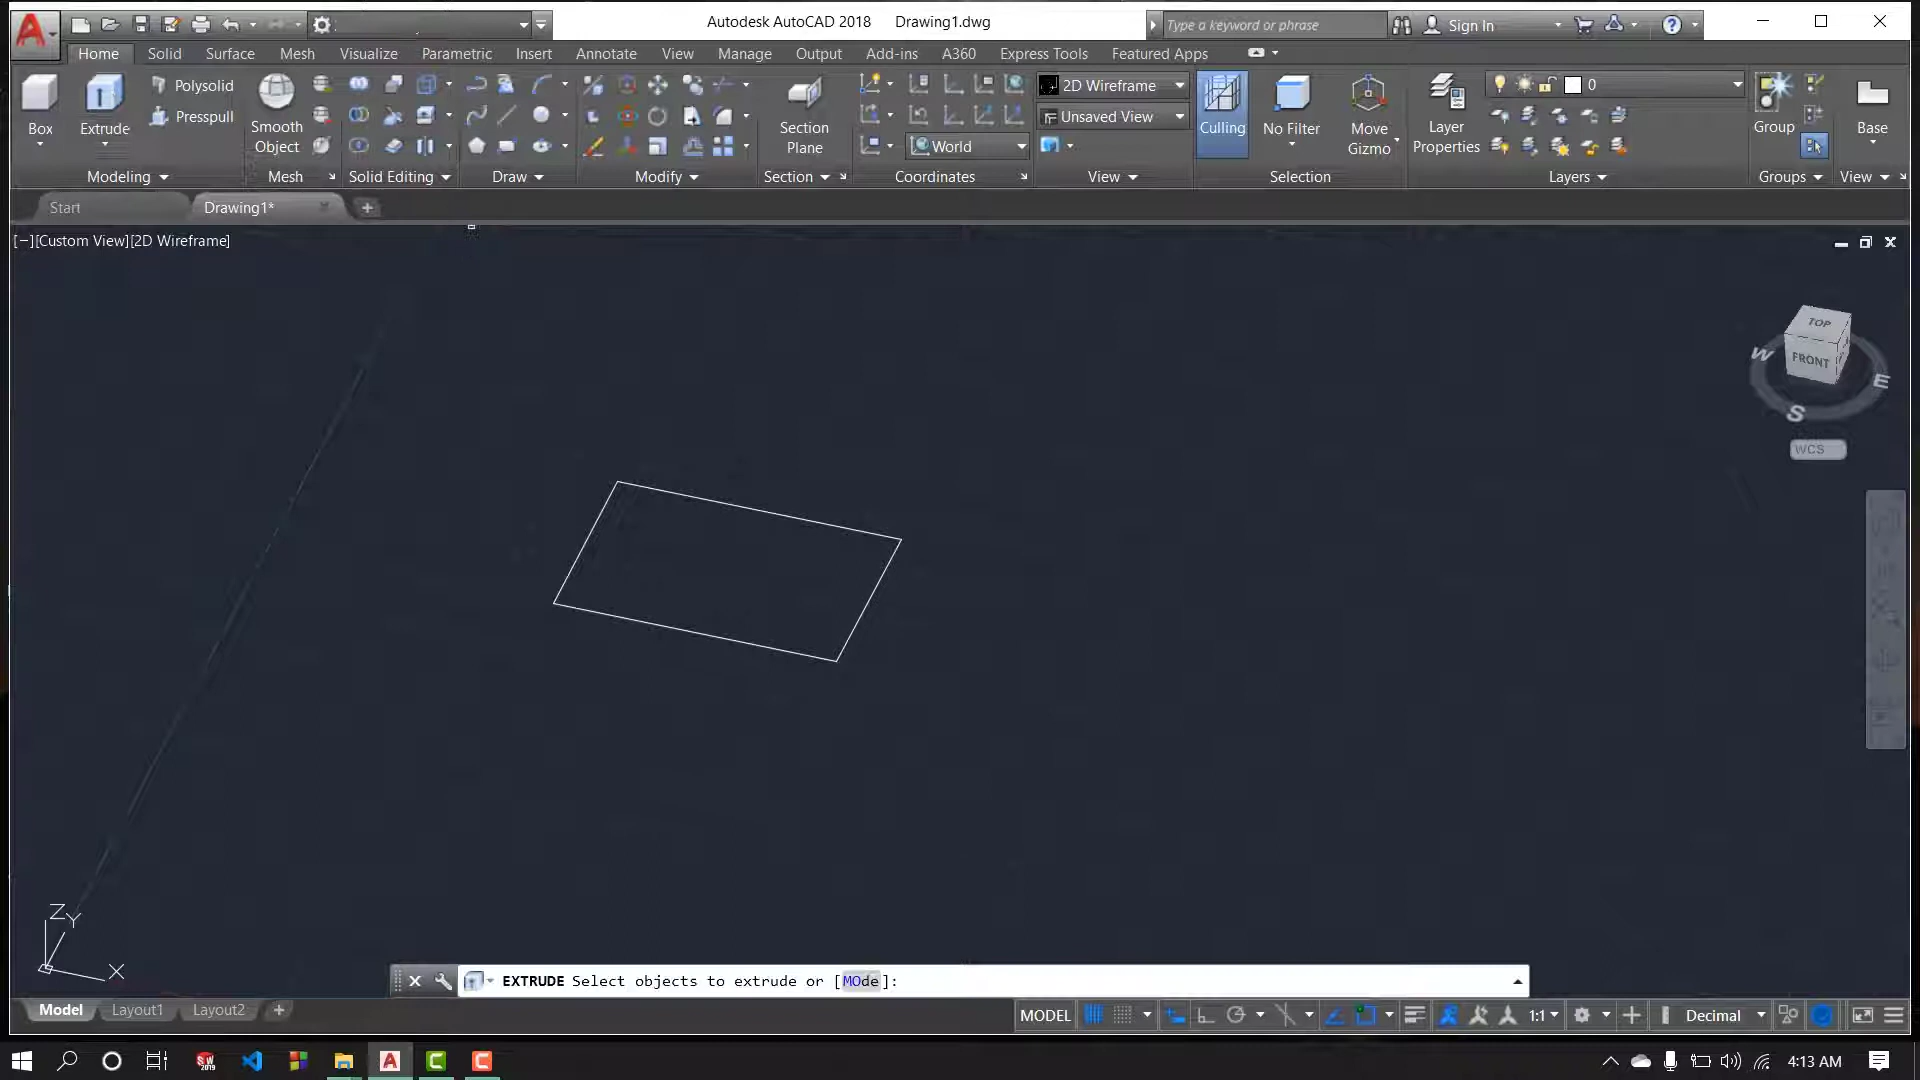 Autodesk AutoCAD 2018 Drawing1.dwg
Type a keyword or phrase
Sign In
Home Solid Surface Mesh Visualize Parametric Insert Annotate View Manage Output Add-ins A360 Express Tools Featured Apps
Box
Extrude
Polysolid
Presspull
Smooth
Object
Section
Plane
World
2D Wireframe
Unsaved View
Culling
No Filter
Move
Gizmo
Layer
Properties
0
Group
Base
Modeling Mesh Solid Editing Draw Modify Section Coordinates View Selection Layers Groups View
Start Drawing1*
[−][Custom View][2D Wireframe]
TOP
FRONT
W
E
S
WCS
Z
Y
X
EXTRUDE Select objects to extrude or [MOde]:
Model Layout1 Layout2
MODEL
1:1
Decimal
SW
2019
4:13 AM